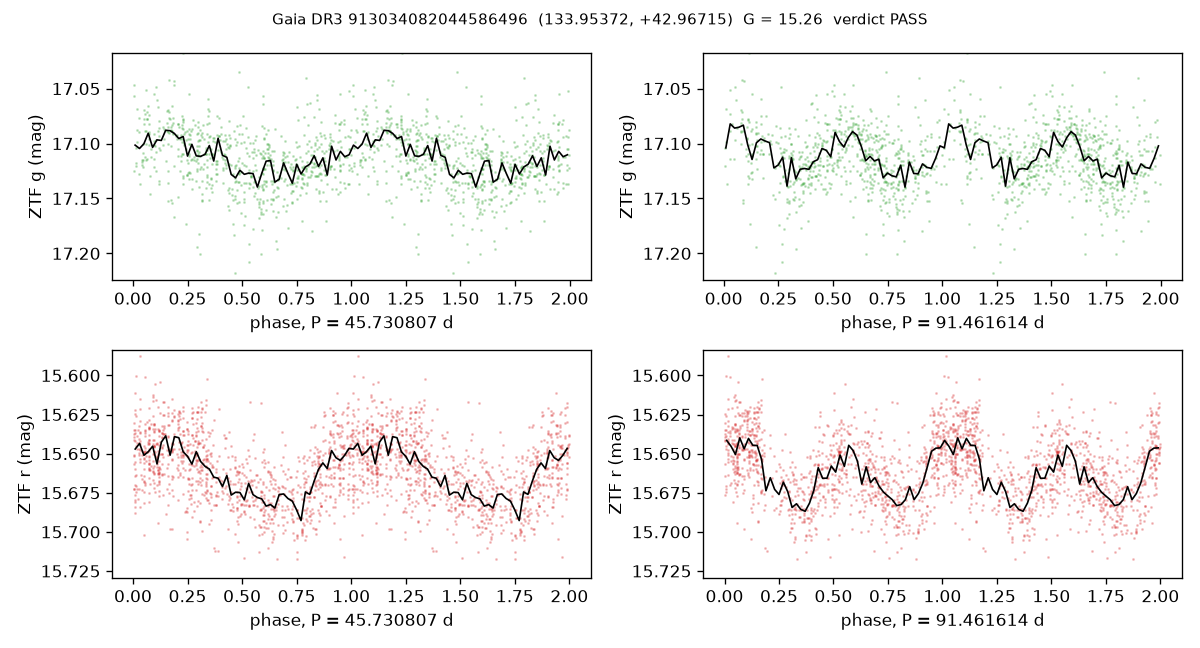 Gaia DR3 913034082044586496 (133.95372, +42.96715) G = 15.26 verdict PASS
ZTF g (mag)
17.05
17.10
17.15
17.20
0.00 0.25 0.50 0.75 1.00 1.25 1.50 1.75 2.00
phase, P = 45.730807 d
ZTF g (mag)
17.05
17.10
17.15
17.20
0.00 0.25 0.50 0.75 1.00 1.25 1.50 1.75 2.00
phase, P = 91.461614 d
ZTF r (mag)
15.600
15.625
15.650
15.675
15.700
15.725
0.00 0.25 0.50 0.75 1.00 1.25 1.50 1.75 2.00
phase, P = 45.730807 d
ZTF r (mag)
15.600
15.625
15.650
15.675
15.700
15.725
0.00 0.25 0.50 0.75 1.00 1.25 1.50 1.75 2.00
phase, P = 91.461614 d